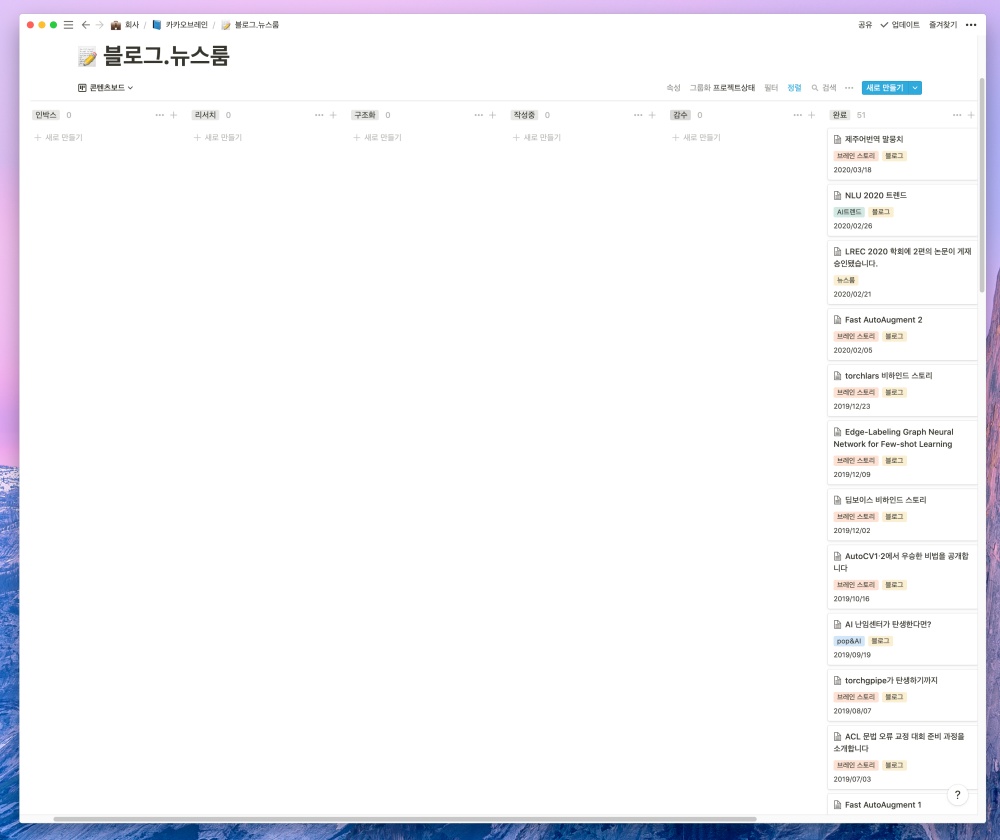 회사 / 카카오브레인 / 블로그.뉴스룸
공유 업데이트 즐겨찾기
블로그.뉴스룸
콘텐츠보드
속성 그룹화 프로젝트상태 필터 정렬 검색 새로 만들기
인박스 0
새로 만들기
리서치 0
새로 만들기
구조화 0
새로 만들기
작성중 0
새로 만들기
감수 0
새로 만들기
완료 51
제주어번역 말뭉치
브레인 스토리 블로그
2020/03/18
NLU 2020 트렌드
AI트렌드 블로그
2020/02/26
LREC 2020 학회에 2편의 논문이 게재
승인됐습니다.
뉴스룸
2020/02/21
Fast AutoAugment 2
브레인 스토리 블로그
2020/02/05
torchlars 비하인드 스토리
브레인 스토리 블로그
2019/12/23
Edge-Labeling Graph Neural
Network for Few-shot Learning
브레인 스토리 블로그
2019/12/09
딥보이스 비하인드 스토리
브레인 스토리 블로그
2019/12/02
AutoCV1·2에서 우승한 비법을 공개합
니다
브레인 스토리 블로그
2019/10/16
AI 난임센터가 탄생한다면?
pop&AI 블로그
2019/09/19
torchgpipe가 탄생하기까지
브레인 스토리 블로그
2019/08/07
ACL 문법 오류 교정 대회 준비 과정을
소개합니다
브레인 스토리 블로그
2019/07/03
Fast AutoAugment 1
?